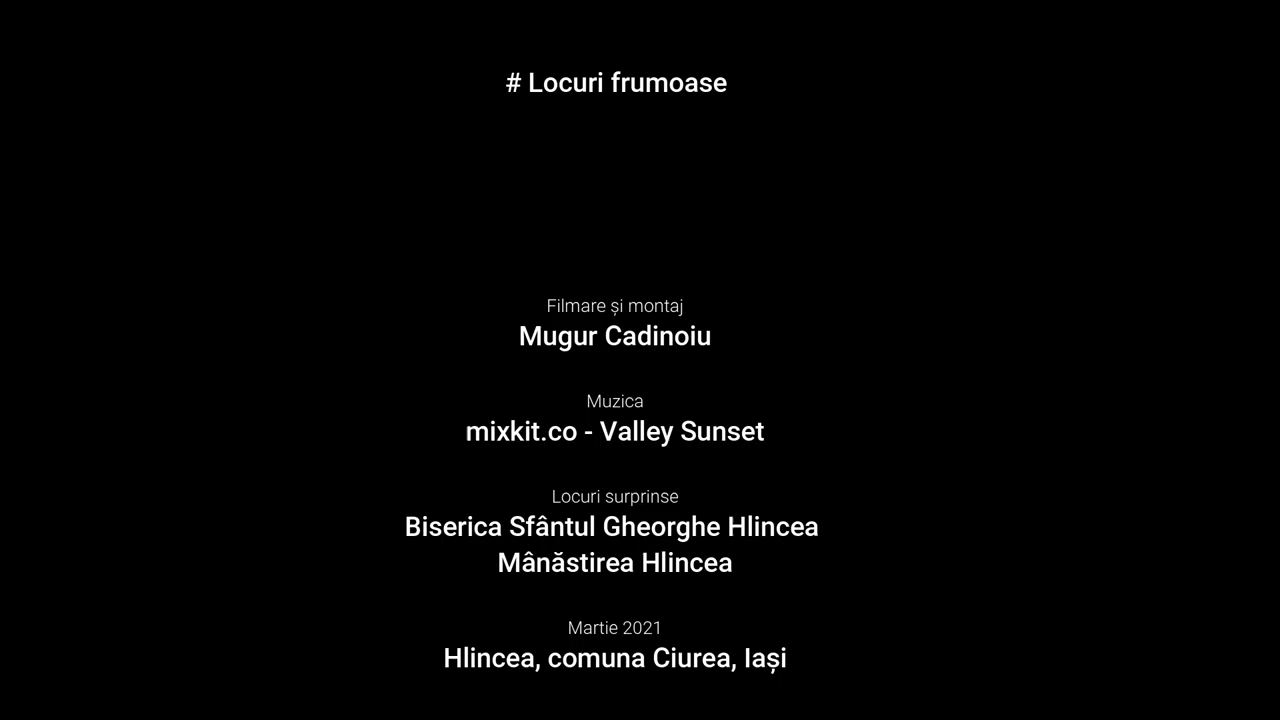 # Locuri frumoase
Filmare și montaj
Mugur Cadinoiu
Muzica
mixkit.co - Valley Sunset
Locuri surprinse
Biserica Sfântul Gheorghe Hlincea
Mânăstirea Hlincea
Martie 2021
Hlincea, comuna Ciurea, Iași